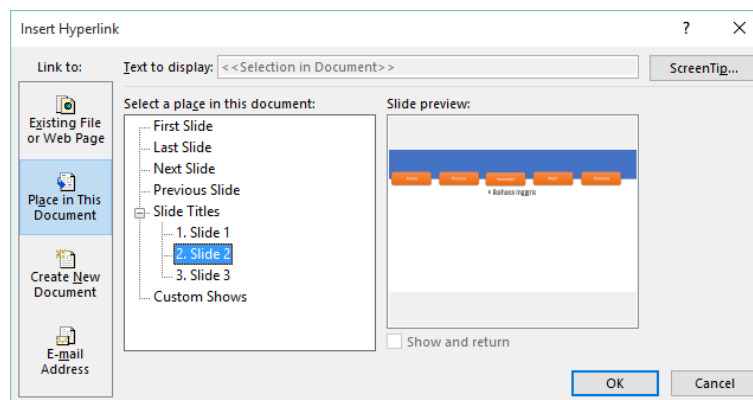 Insert Hyperlink
?
Link to:
Text to display:
<<Selection in Document>>
ScreenTip...
Existing File
or Web Page
Place in This
Document
Create New
Document
E-mail
Address
Select a place in this document:
First Slide
Last Slide
Next Slide
Previous Slide
Slide Titles
1. Slide 1
2. Slide 2
3. Slide 3
Custom Shows
Slide preview:
• Bahasa Inggris
Show and return
OK
Cancel